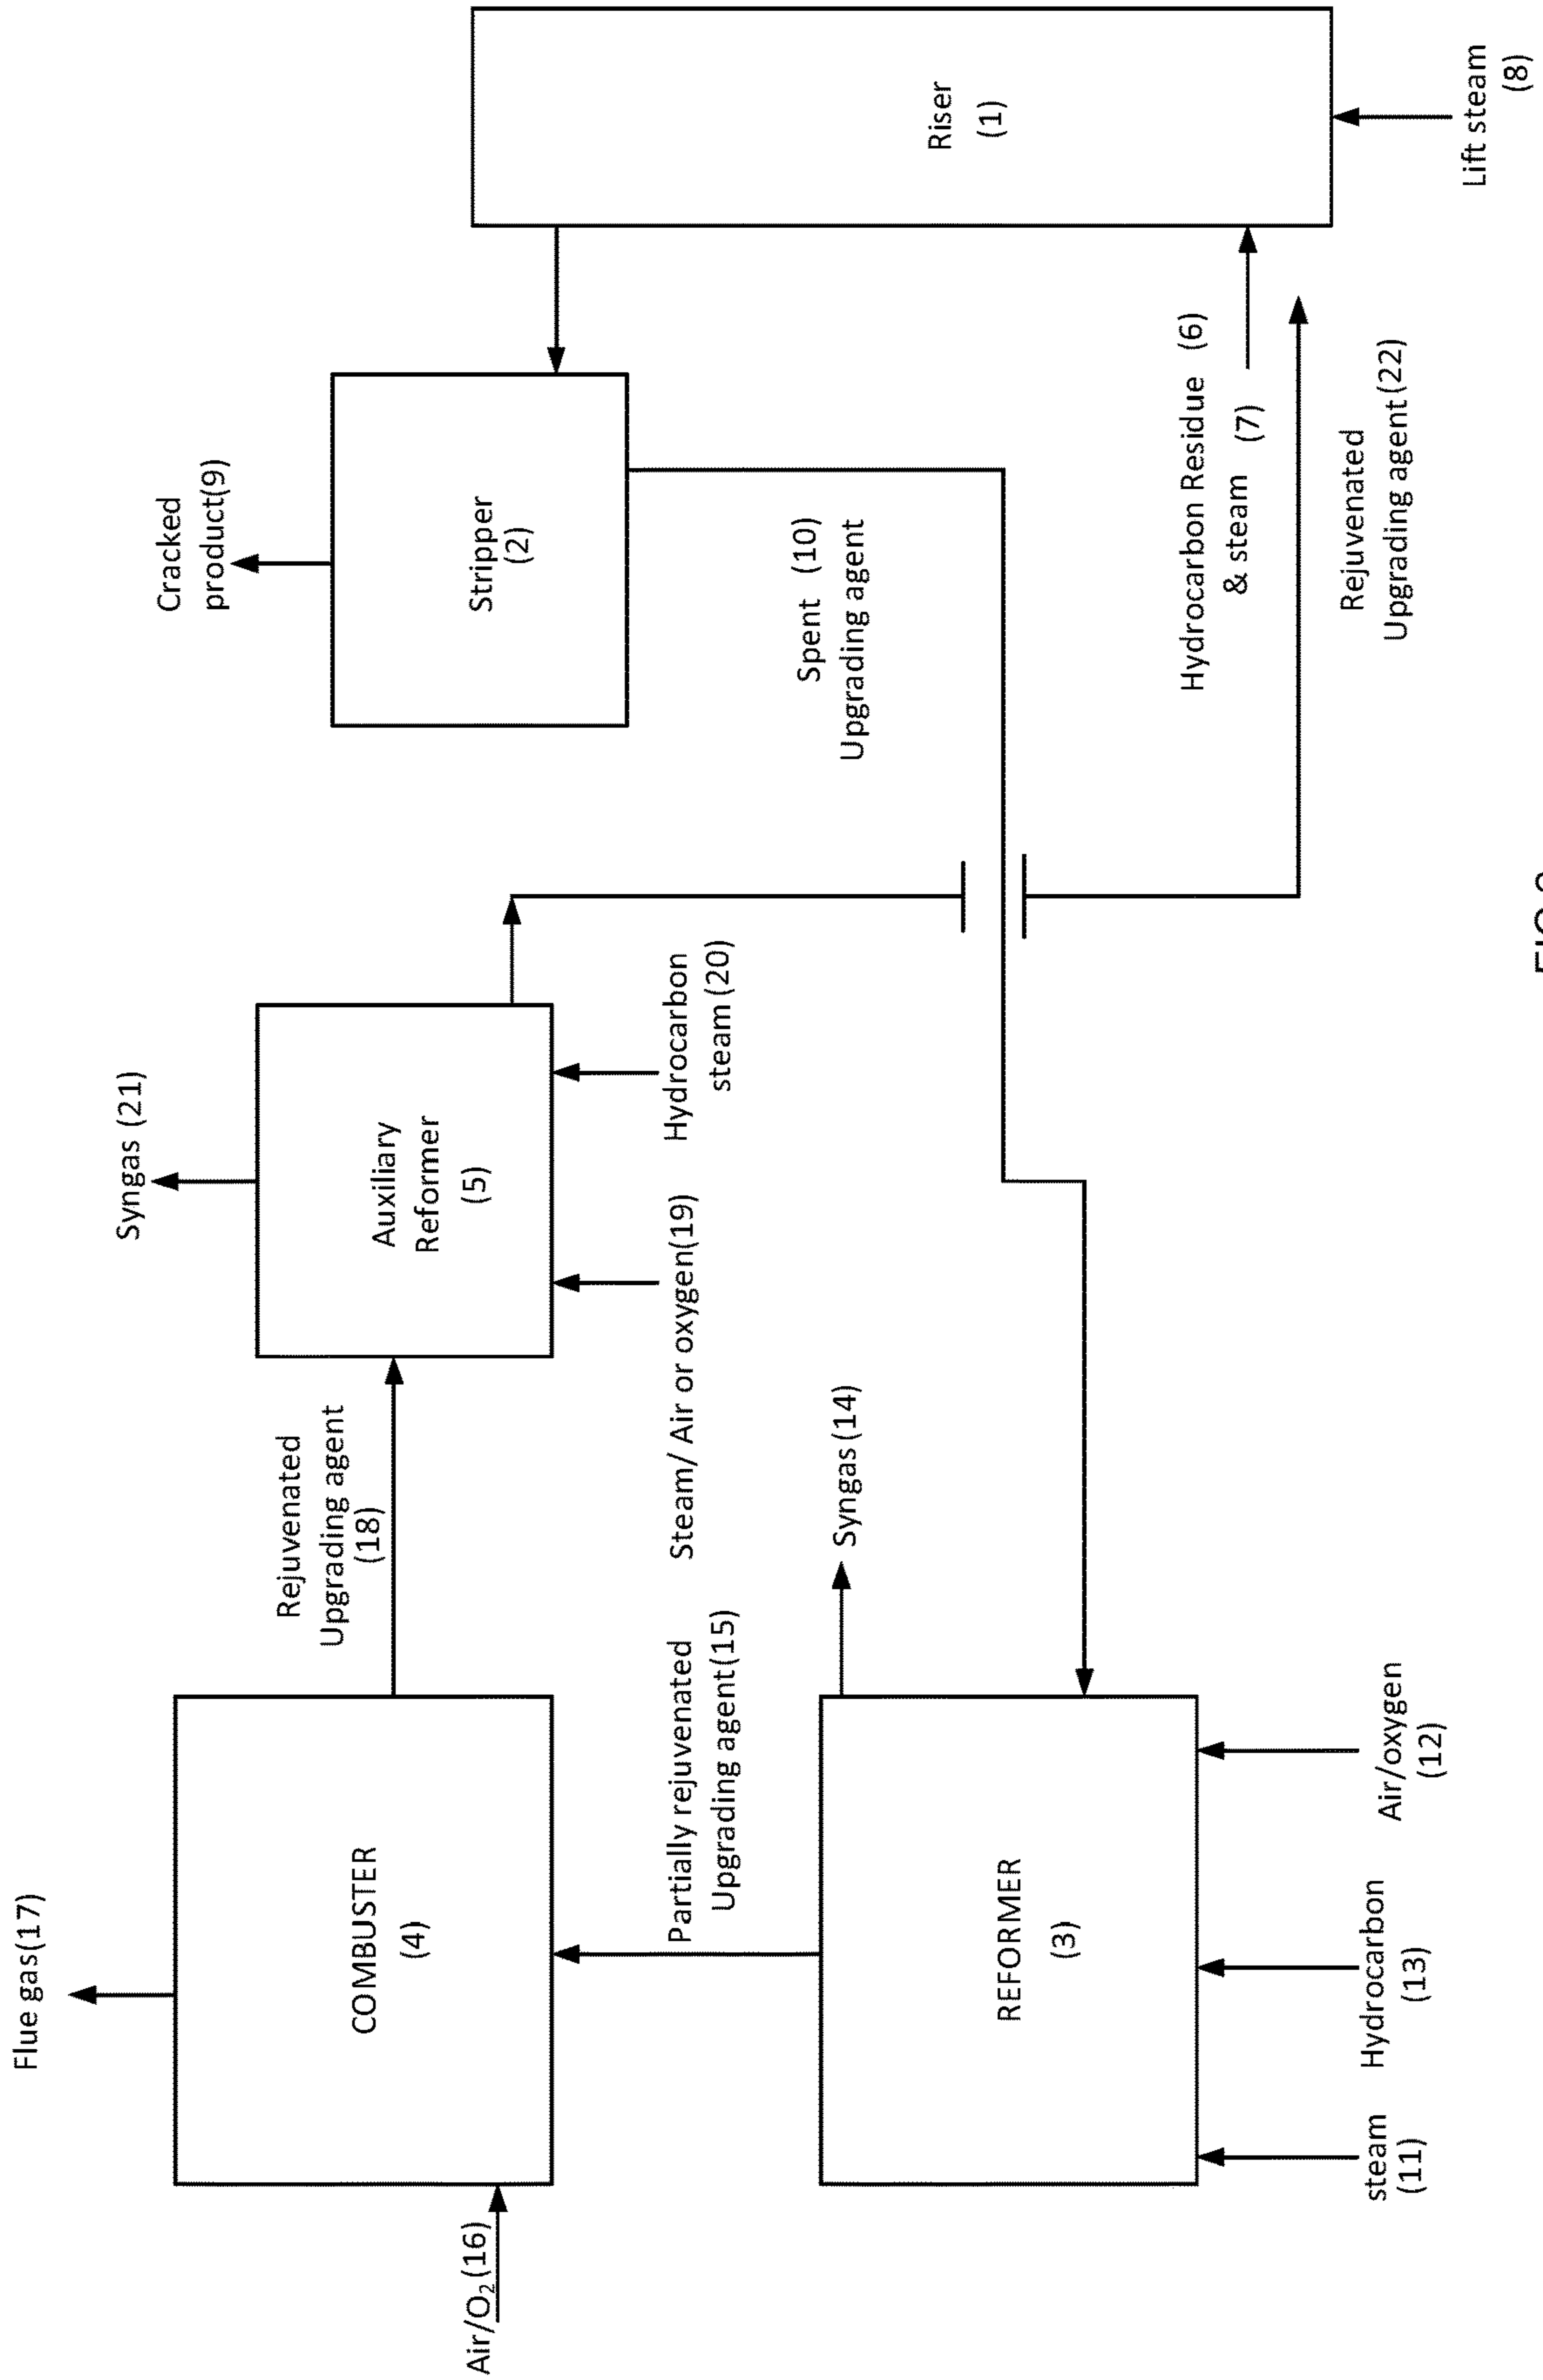 Flue gas(17)
Air/O₂(16)
COMBUSTER
(4)
Rejuvenated
Upgrading agent
(18)
Syngas (21)
Auxiliary
Reformer
(5)
Steam/ Air or oxygen(19)
Hydrocarbon
steam(20)
Cracked
product(9)
Stripper
(2)
Spent (10)
Upgrading agent
Riser
(1)
Partially rejuvenated
Upgrading agent(15)
Syngas(14)
REFORMER
(3)
steam
(11)
Hydrocarbon
(13)
Air/oxygen
(12)
Hydrocarbon Residue (6)
& steam (7)
Rejuvenated
Upgrading agent(22)
Lift steam
(8)